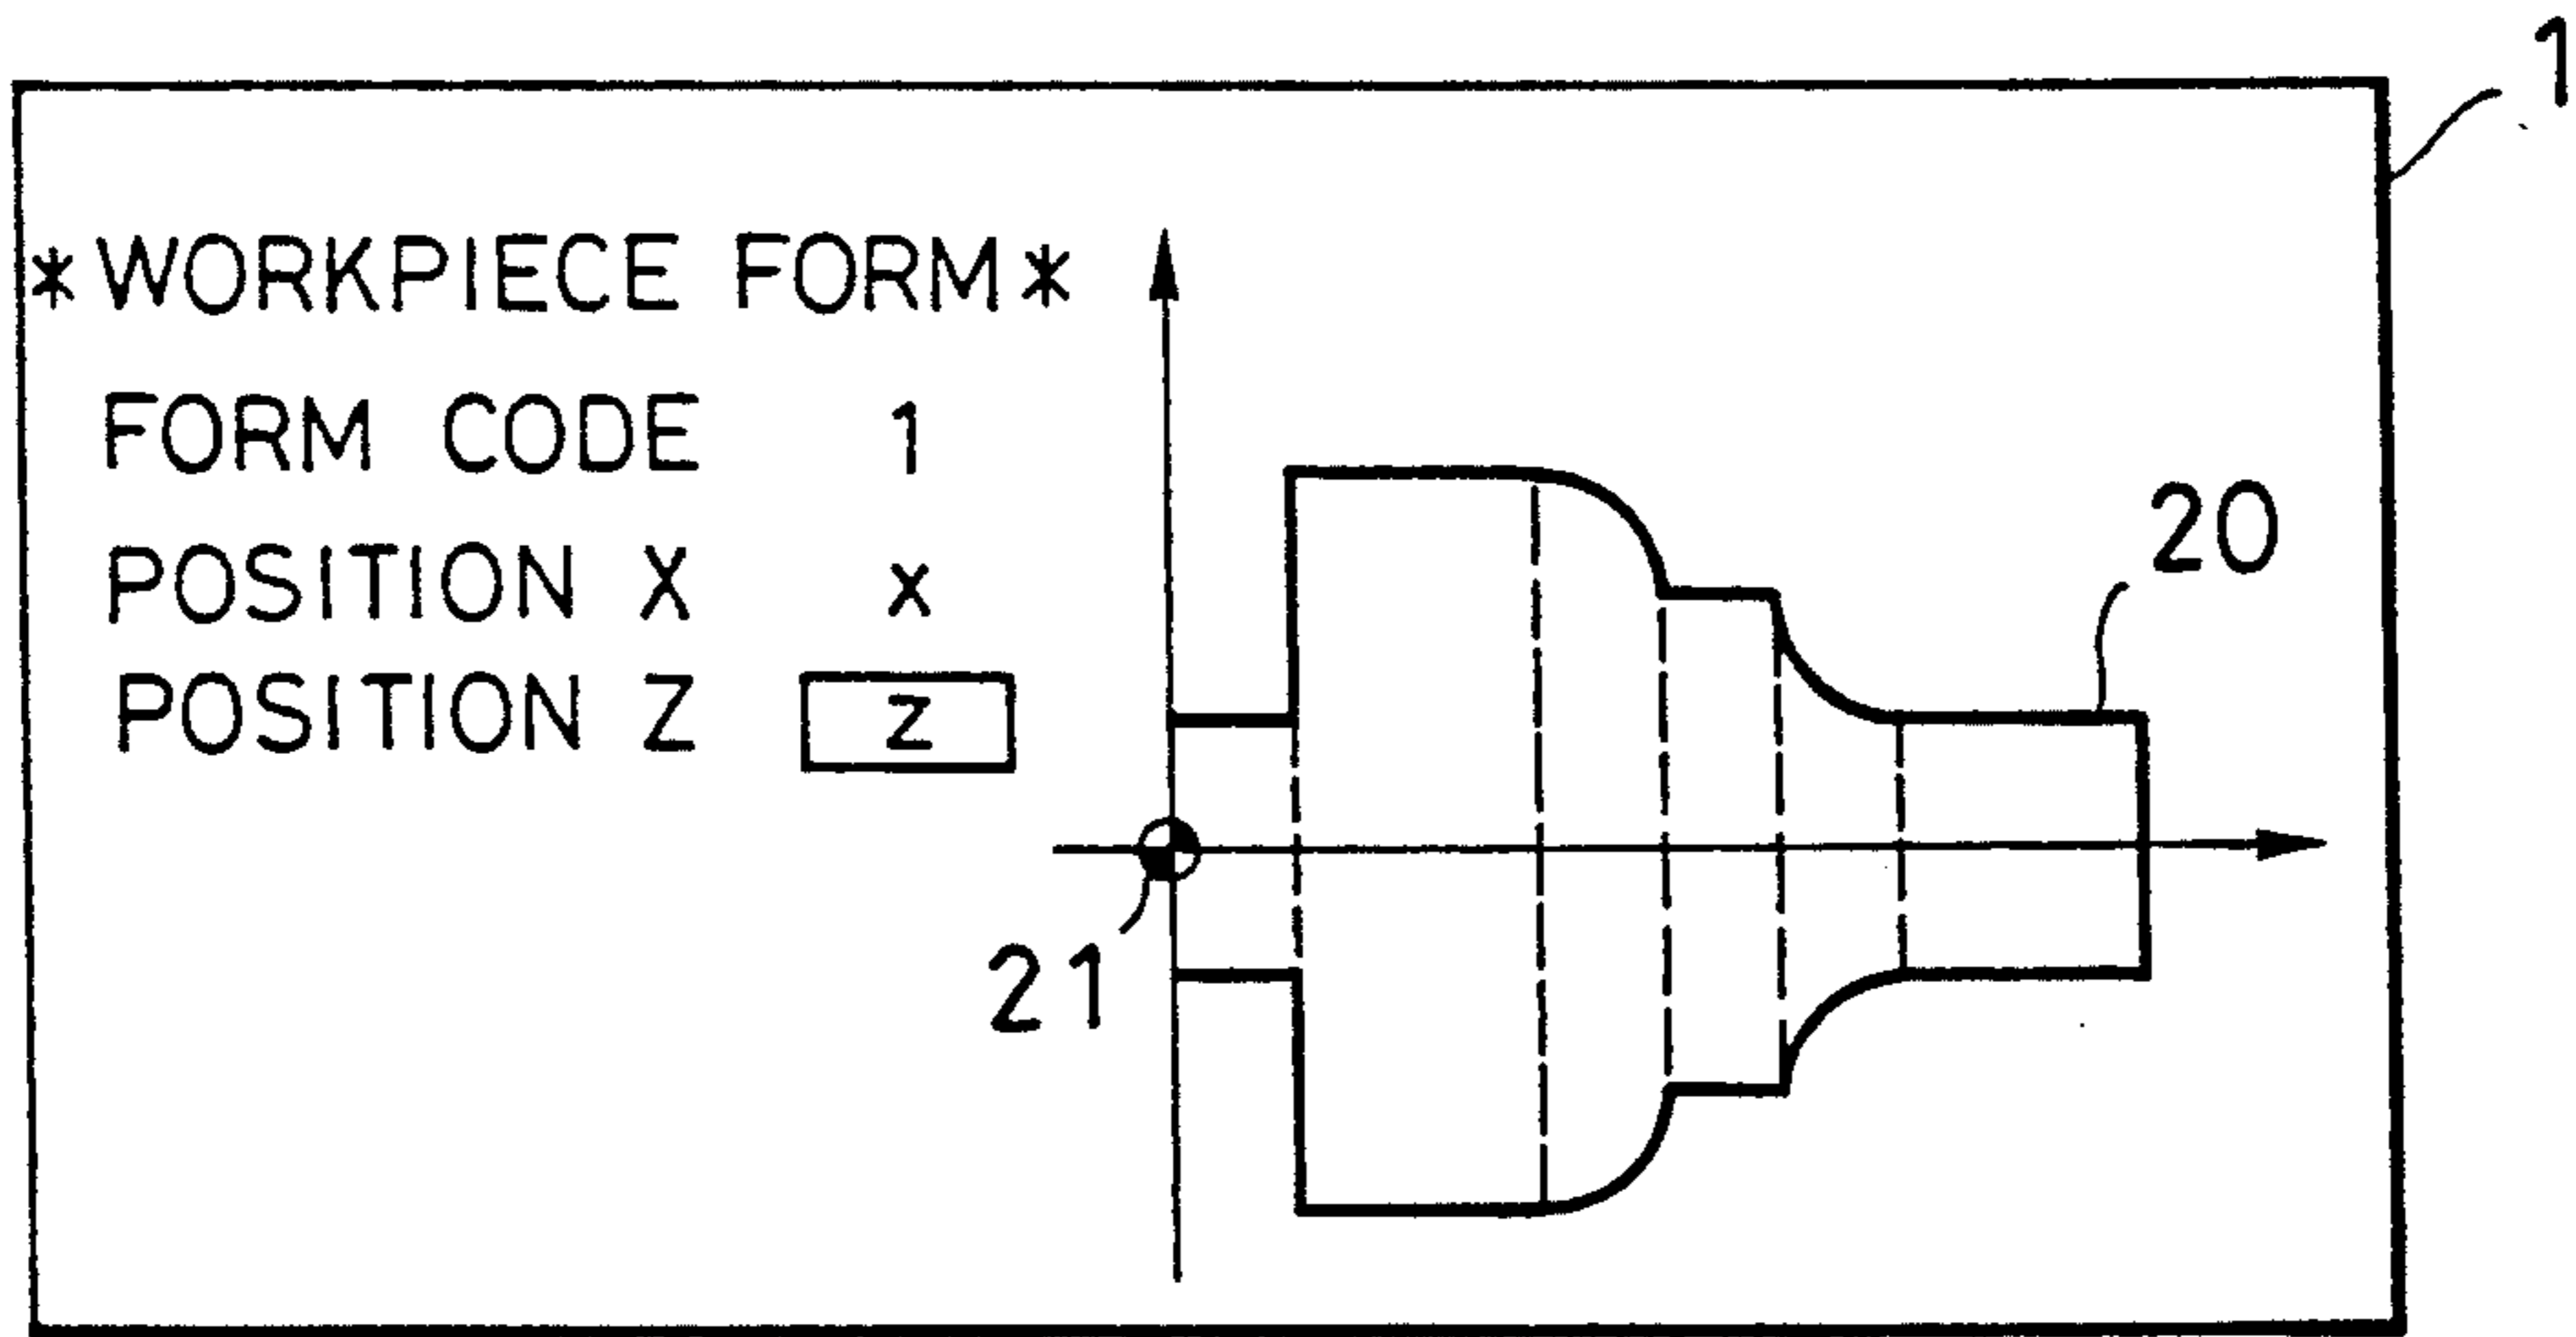 1
*WORKPIECE FORM*
FORM CODE 1
POSITION X x
POSITION Z z
20
21